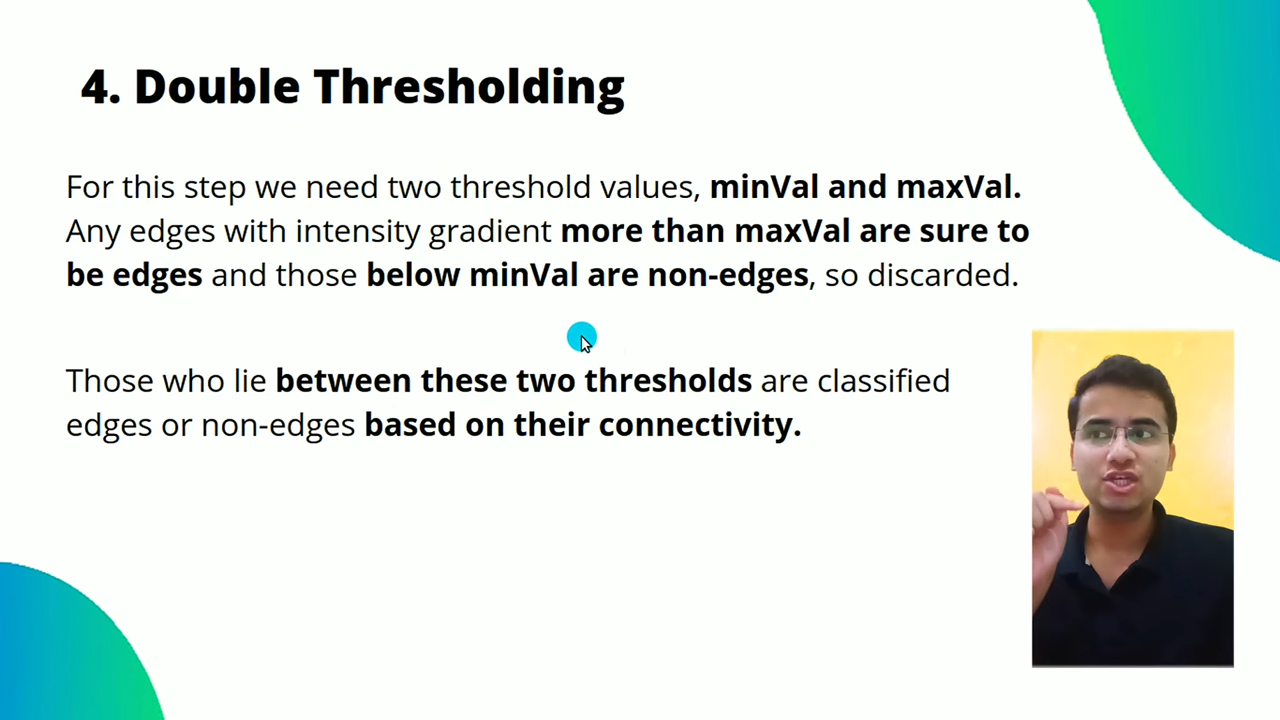 4. Double Thresholding
For this step we need two threshold values, minVal and maxVal.
Any edges with intensity gradient more than maxVal are sure to
be edges and those below minVal are non-edges, so discarded.
Those who lie between these two thresholds are classified
edges or non-edges based on their connectivity.